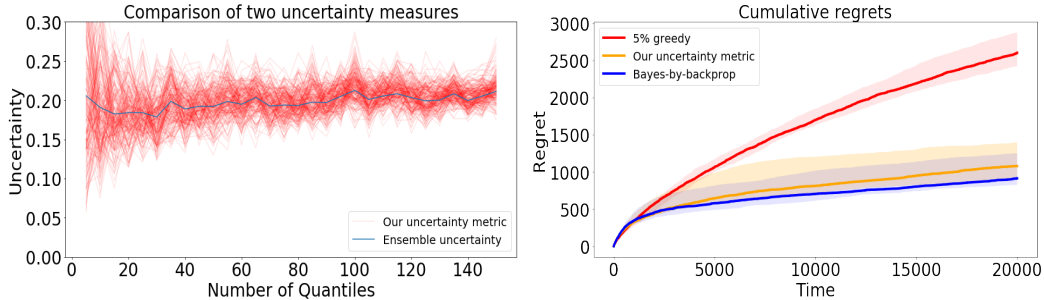 Comparison of two uncertainty measures
0.30
0.25
0.20
0.15
0.10
0.05
0.00
Uncertainty
Our uncertainty metric
Ensemble uncertainty
0 20 40 60 80 100 120 140
Number of Quantiles
Cumulative regrets
3000
2500
2000
1500
1000
500
0
Regret
5% greedy
Our uncertainty metric
Bayes-by-backprop
0 5000 10000 15000 20000
Time